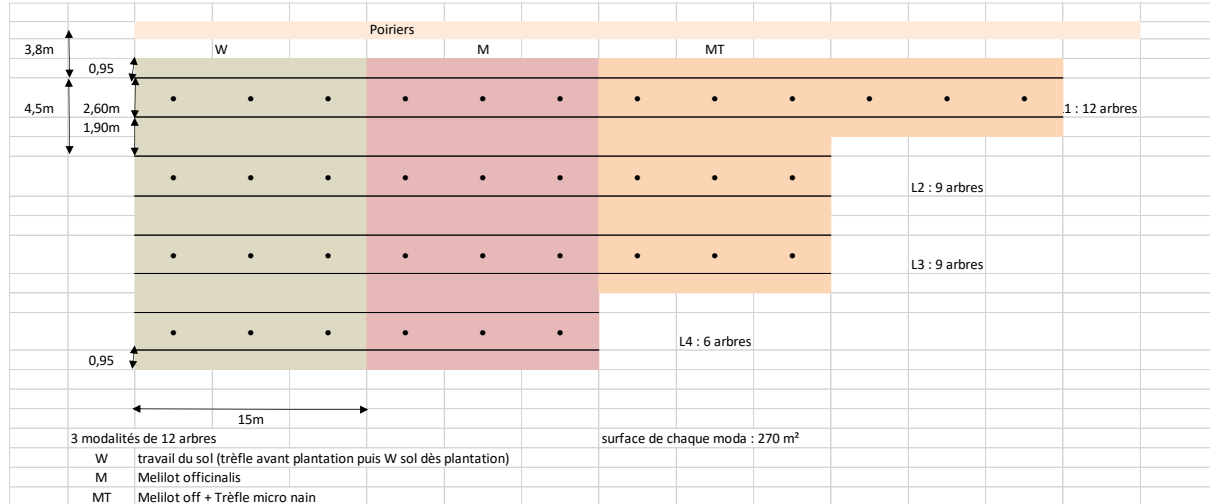 Poiriers
3,8m
W M MT
0,95
4,5m 2,60m
L1 : 12 arbres
1,90m
L2 : 9 arbres
L3 : 9 arbres
L4 : 6 arbres
0,95
15m
3 modalités de 12 arbres surface de chaque moda : 270 m²
W travail du sol (trèfle avant plantation puis W sol dès plantation)
M Melilot officinalis
MT Melilot off + Trèfle micro nain